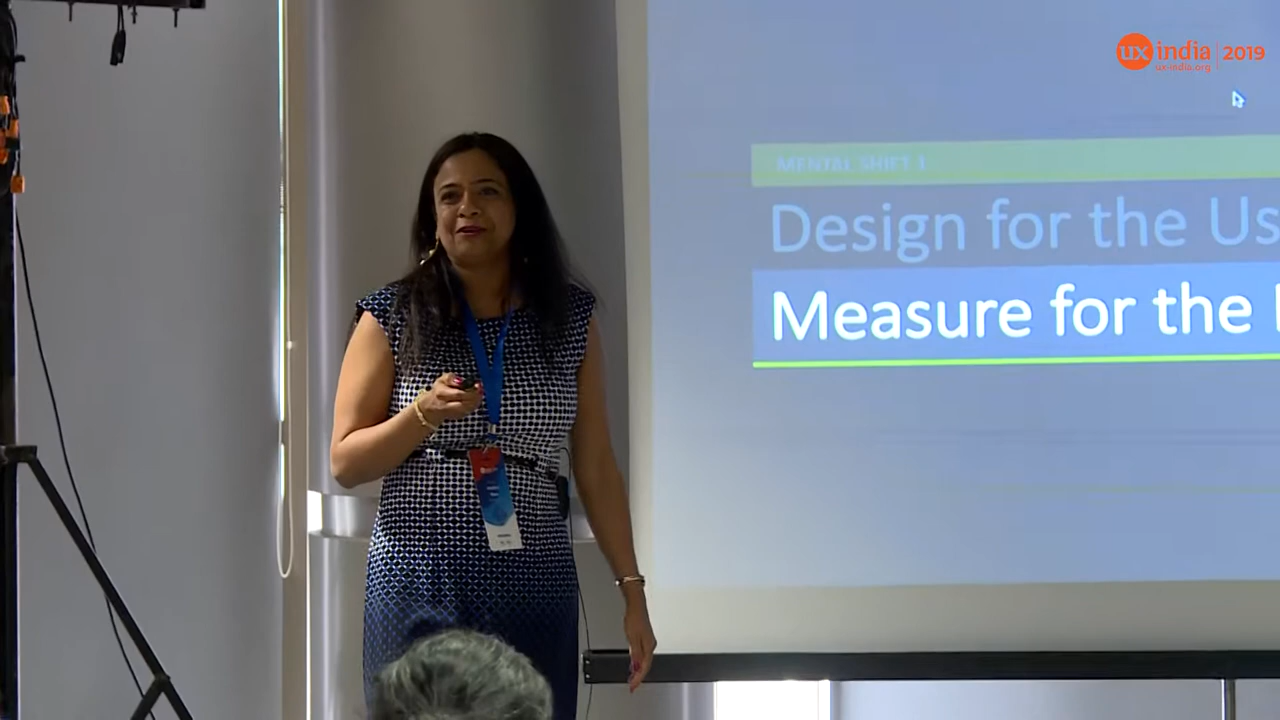 ux india | 2019
ux-india.org
MENTAL SHIFT 1
Design for the Us
Measure for the